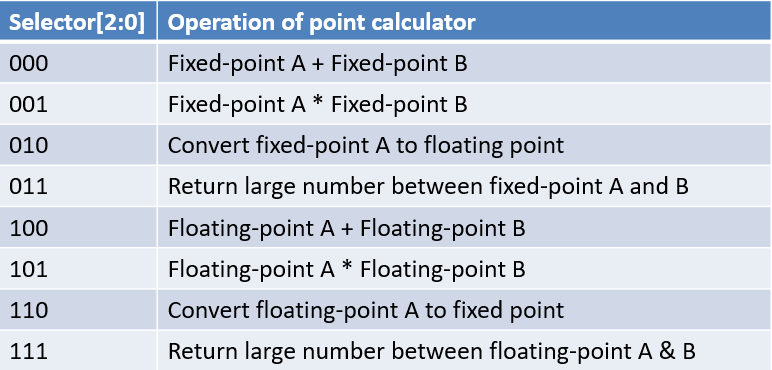 Selector[2:0] Operation of point calculator
000 Fixed-point A + Fixed-point B
001 Fixed-point A * Fixed-point B
010 Convert fixed-point A to floating point
011 Return large number between fixed-point A and B
100 Floating-point A + Floating-point B
101 Floating-point A * Floating-point B
110 Convert floating-point A to fixed point
111 Return large number between floating-point A & B